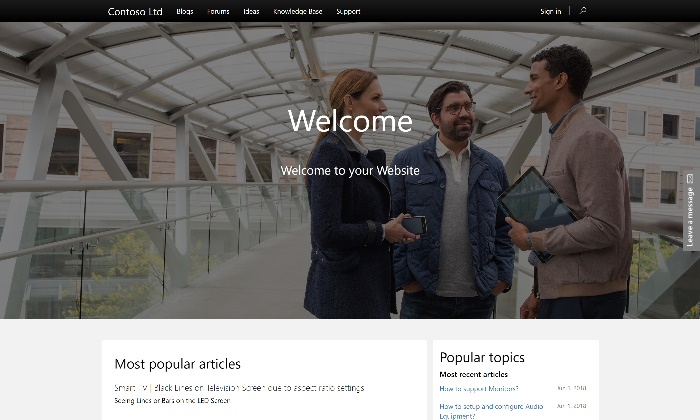 Contoso Ltd Blogs Forums Ideas Knowledge Base Support Sign in
Welcome
Welcome to your Website
Leave a message
Most popular articles
Smart TV | Black Lines on Television Screen due to aspect ratio settings
Seeing Lines or Bars on the LED Screen
Popular topics
Most recent articles
How to support Monitors? Jun 1, 2018
How to setup and configure Audio Jun 1, 2018
Equipment?